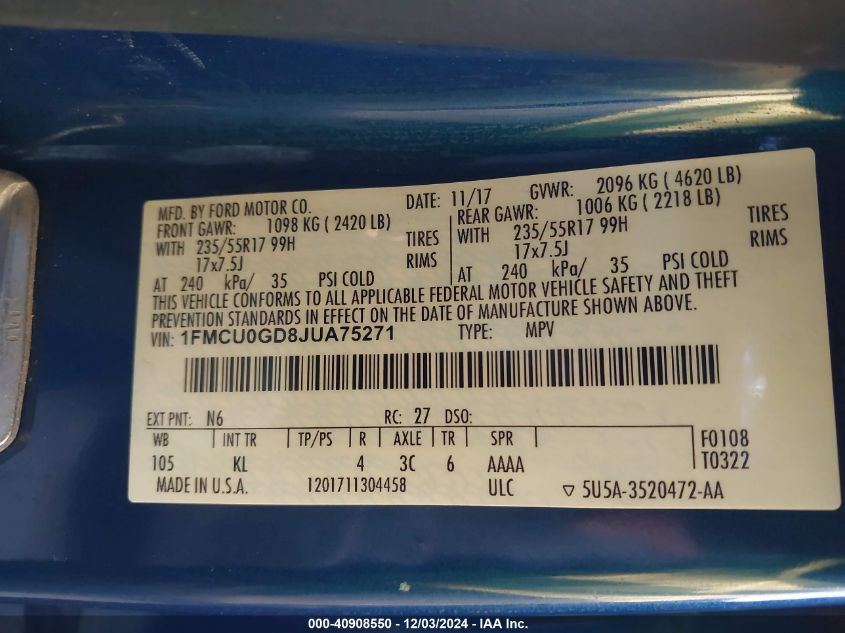 MFD. BY FORD MOTOR CO. DATE: 11/17 GVWR: 2096 KG ( 4620 LB)
FRONT GAWR: 1098 KG ( 2420 LB) REAR GAWR: 1006 KG ( 2218 LB)
WITH 235/55R17 99H TIRES WITH 235/55R17 99H TIRES
17x7.5J RIMS 17x7.5J RIMS
AT 240 kPa/ 35 PSI COLD AT 240 kPa/ 35 PSI COLD
THIS VEHICLE CONFORMS TO ALL APPLICABLE FEDERAL MOTOR VEHICLE SAFETY AND THEFT
PREVENTION STANDARDS IN EFFECT ON THE DATE OF MANUFACTURE SHOWN ABOVE.
VIN: 1FMCU0GD8JUA75271 TYPE: MPV
EXT PNT: N6 RC: 27 DSO:
WB INT TR TP/PS R AXLE TR SPR F0108
105 KL 4 3C 6 AAAA T0322
MADE IN U.S.A. 1201711304458 ULC ▽ 5U5A-3520472-AA
000-40908550 - 12/03/2024 - IAA Inc.